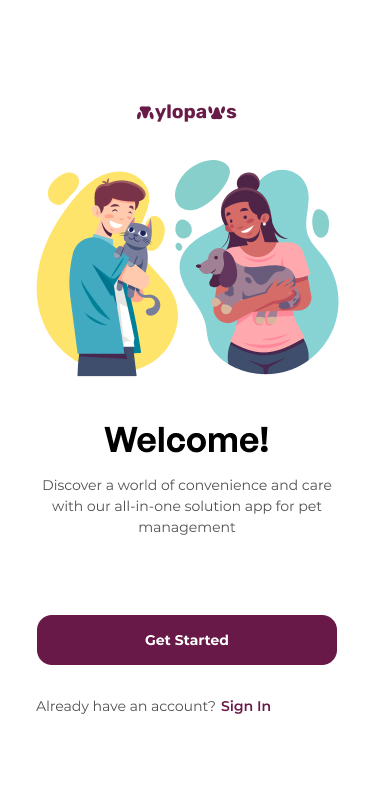 Mylopaws
Welcome!
Discover a world of convenience and care
with our all-in-one solution app for pet
management
Get Started
Already have an account? Sign In